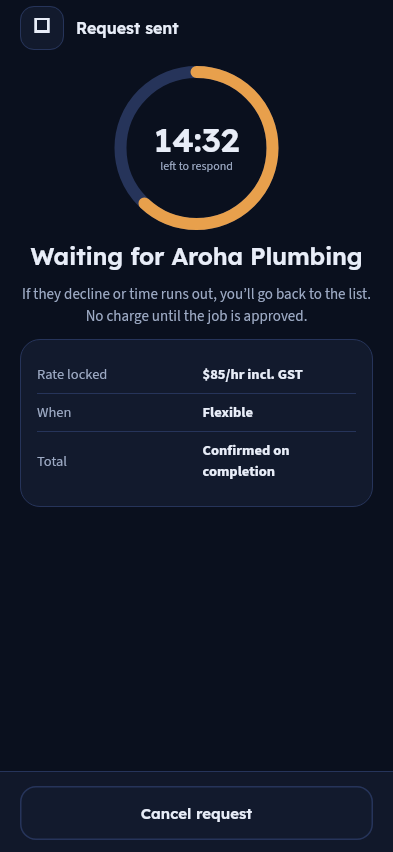 Request sent
14:32
left to respond
Waiting for Aroha Plumbing
If they decline or time runs out, you’ll go back to the list.
No charge until the job is approved.
Rate locked $85/hr incl. GST
When Flexible
Total Confirmed on
completion
Cancel request